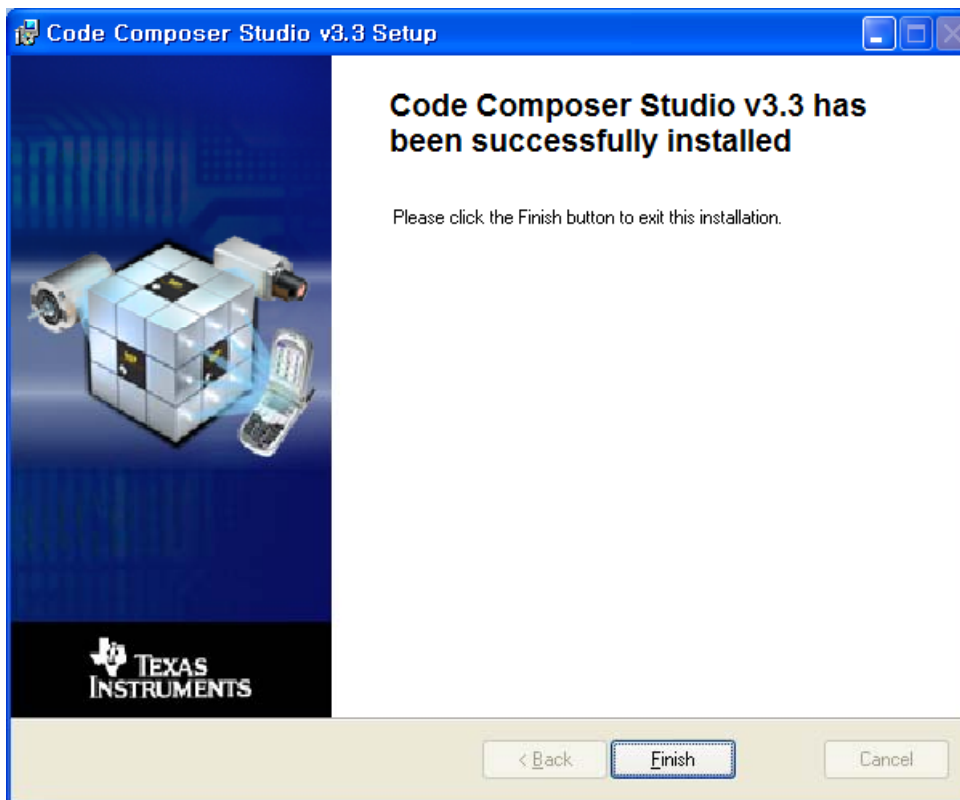 Code Composer Studio v3.3 Setup
Code Composer Studio v3.3 has
been successfully installed
Please click the Finish button to exit this installation.
TEXAS
INSTRUMENTS
< Back
Finish
Cancel